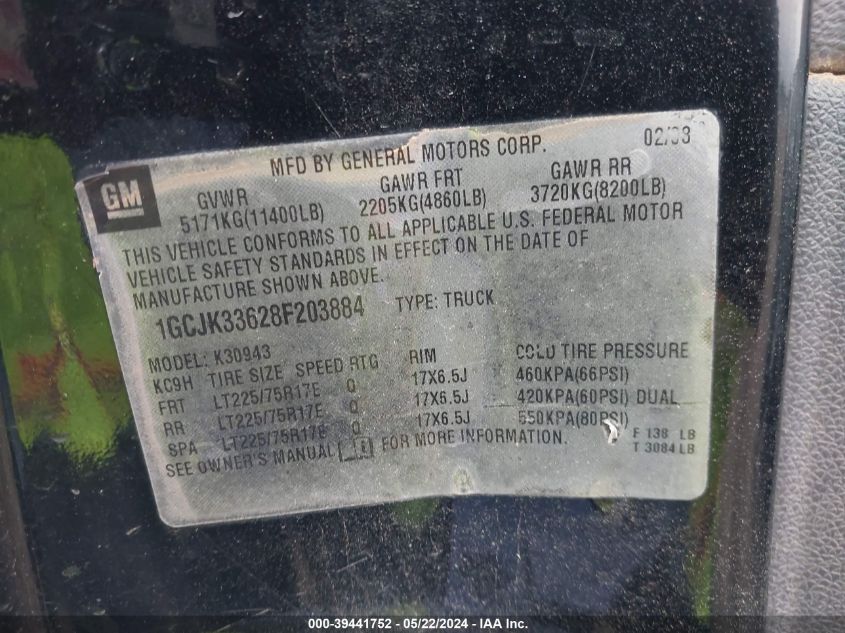 02/03
MFD BY GENERAL MOTORS CORP.
GM
GVWR GAWR FRT GAWR RR
5171KG(11400LB) 2205KG(4860LB) 3720KG(8200LB)
THIS VEHICLE CONFORMS TO ALL APPLICABLE U.S. FEDERAL MOTOR
VEHICLE SAFETY STANDARDS IN EFFECT ON THE DATE OF
MANUFACTURE SHOWN ABOVE.
1GCJK33628F203884 TYPE: TRUCK
MODEL: K30943
KC9H TIRE SIZE SPEED RTG RIM COLD TIRE PRESSURE
FRT LT225/75R17E Q 17X6.5J 460KPA(66PSI)
RR LT225/75R17E Q 17X6.5J 420KPA(60PSI) DUAL
SPA LT225/75R17E Q 17X6.5J 550KPA(80PSI)
SEE OWNER'S MANUAL FOR MORE INFORMATION.
F 138 LB
T 3084 LB
000-39441752 - 05/22/2024 - IAA Inc.